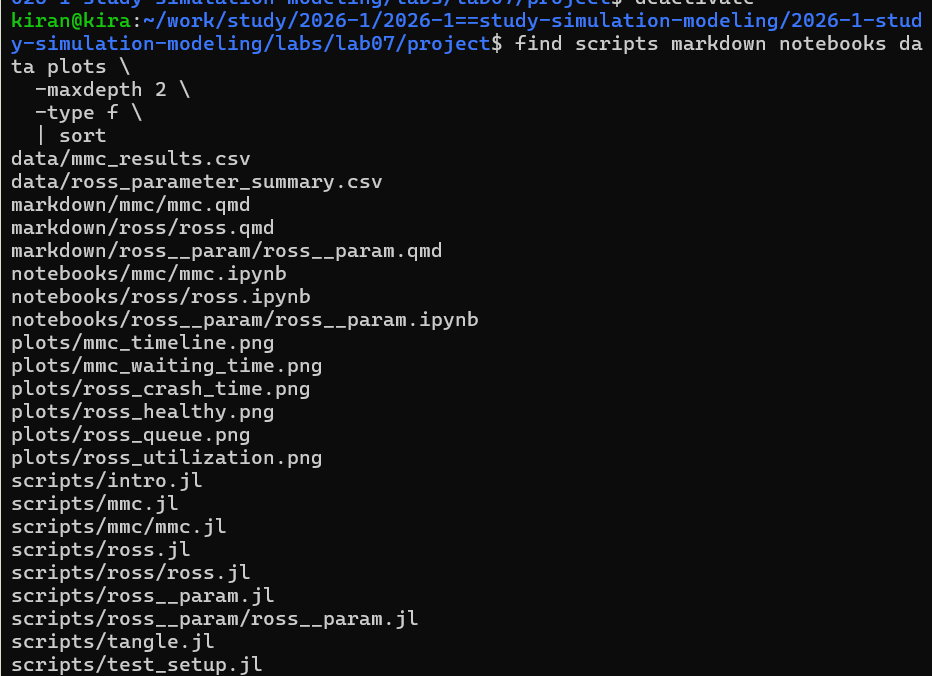 026-1-study-simulation-modeling/labs/lab07/project$ deactivate
kiran@kira:~/work/study/2026-1/2026-1==study-simulation-modeling/2026-1-stud
y-simulation-modeling/labs/lab07/project$ find scripts markdown notebooks da
ta plots \
  -maxdepth 2 \
  -type f \
  | sort
data/mmc_results.csv
data/ross_parameter_summary.csv
markdown/mmc/mmc.qmd
markdown/ross/ross.qmd
markdown/ross__param/ross__param.qmd
notebooks/mmc/mmc.ipynb
notebooks/ross/ross.ipynb
notebooks/ross__param/ross__param.ipynb
plots/mmc_timeline.png
plots/mmc_waiting_time.png
plots/ross_crash_time.png
plots/ross_healthy.png
plots/ross_queue.png
plots/ross_utilization.png
scripts/intro.jl
scripts/mmc.jl
scripts/mmc/mmc.jl
scripts/ross.jl
scripts/ross/ross.jl
scripts/ross__param.jl
scripts/ross__param/ross__param.jl
scripts/tangle.jl
scripts/test_setup.jl